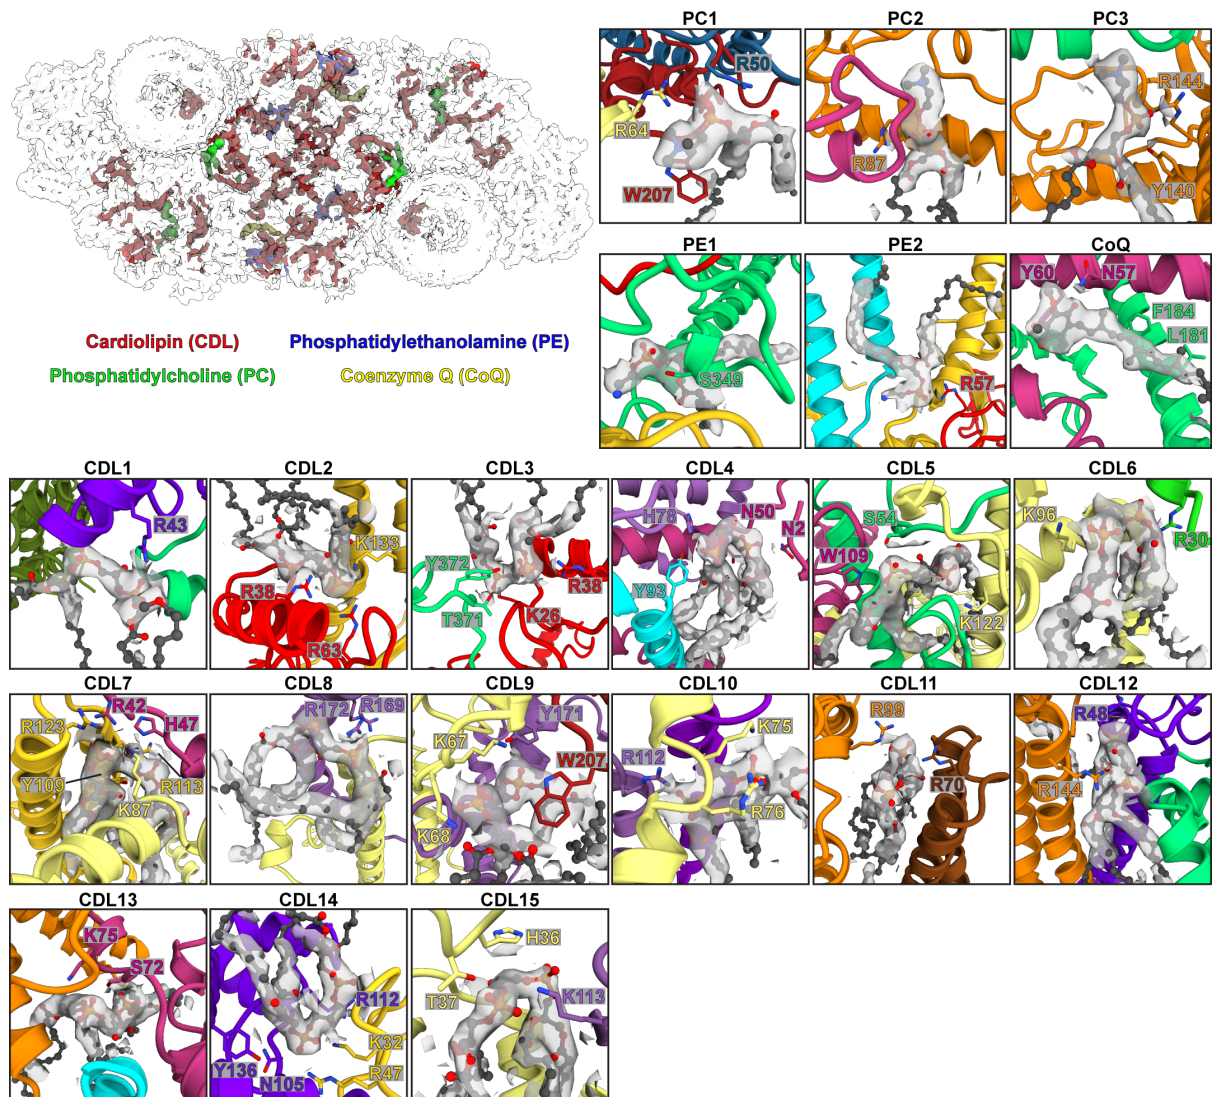 PC1
PC2
PC3
R50
R64
W207
R87
R144
Y140
Cardiolipin (CDL)
Phosphatidylethanolamine (PE)
Phosphatidylcholine (PC)
Coenzyme Q (CoQ)
PE1
PE2
CoQ
S349
R57
Y60
N57
F184
L181
CDL1
CDL2
CDL3
CDL4
CDL5
CDL6
R43
K133
R38
R63
Y372
T371
R38
K26
H78
N50
N2
Y93
S54
W109
K122
K96
R30
CDL7
CDL8
CDL9
CDL10
CDL11
CDL12
R123
R42
H47
Y109
R113
K87
R172
R169
Y171
K67
W207
K68
K75
R112
R76
R99
R70
R48
R144
CDL13
CDL14
CDL15
K75
S72
R112
K32
Y136
N105
R47
H36
T37
K113